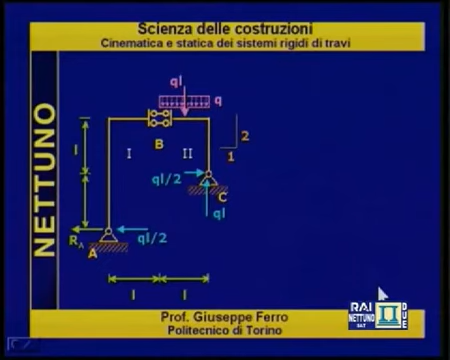 Scienza delle costruzioni
Cinematica e statica dei sistemi rigidi di travi
NETTUNO
ql
q
l
I
B
II
2
1
ql/2
C
l
ql
R_A
ql/2
A
l
l
Prof. Giuseppe Ferro
Politecnico di Torino
RAI
NETTUNO
SAT
DUE